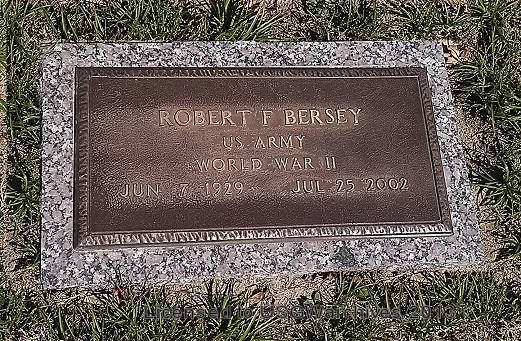 ROBERT F BERSEY
US ARMY
WORLD WAR II
JUN 7 1929 JUL 25 2002